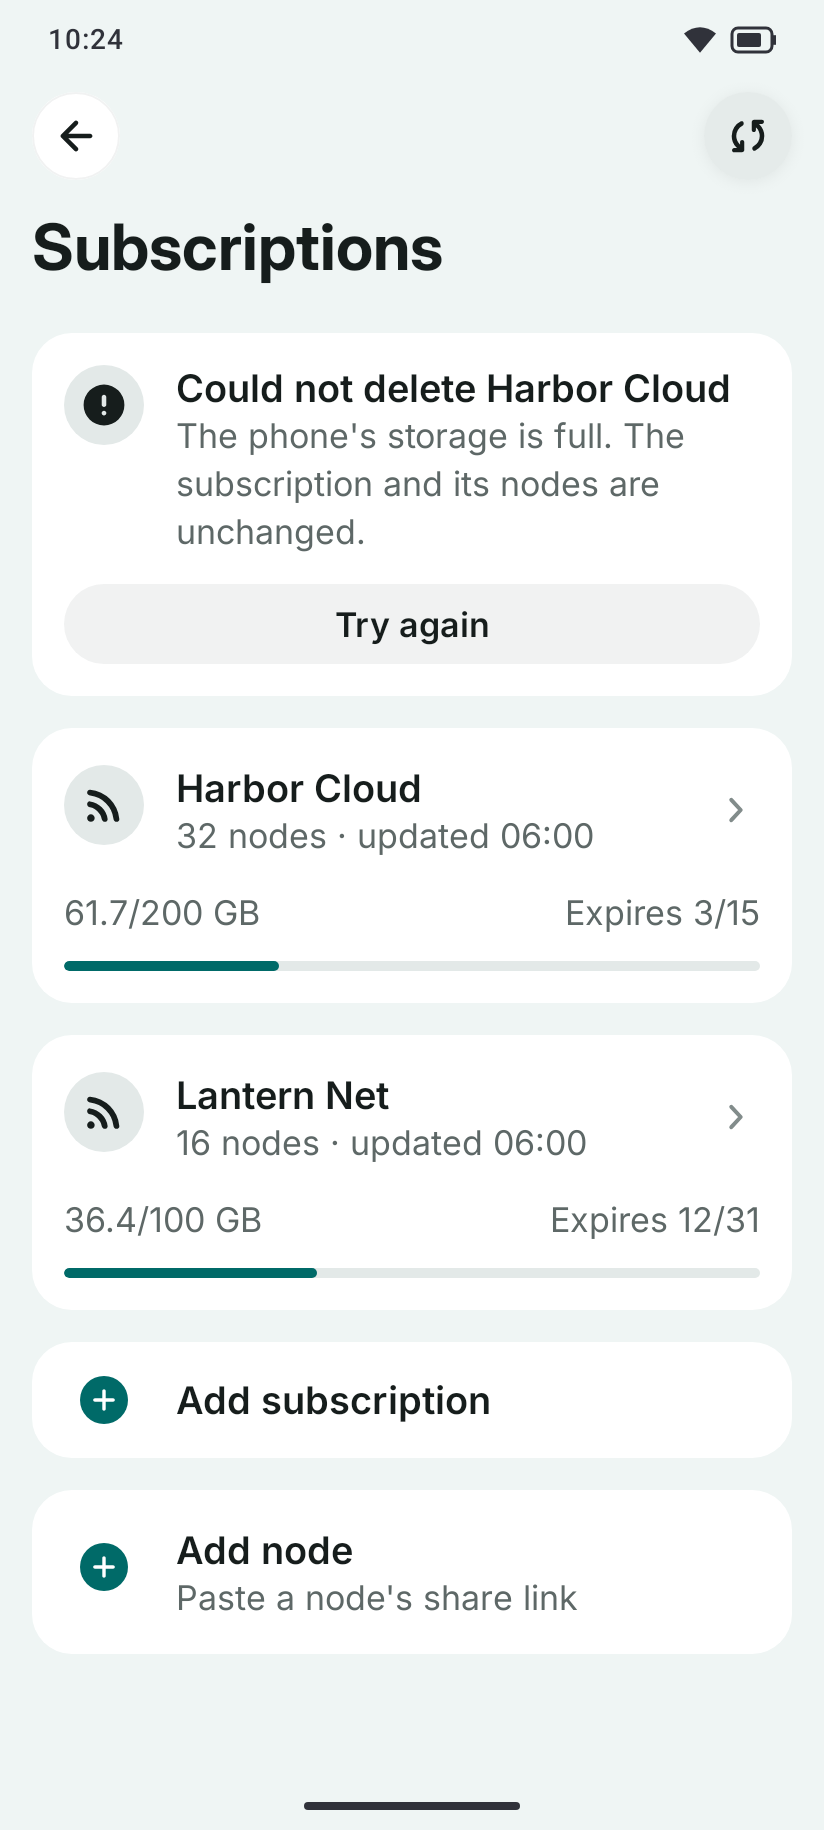 10:24
Subscriptions
Could not delete Harbor Cloud
The phone's storage is full. The
subscription and its nodes are
unchanged.
Try again
Harbor Cloud
32 nodes · updated 06:00
61.7/200 GB
Expires 3/15
Lantern Net
16 nodes · updated 06:00
36.4/100 GB
Expires 12/31
Add subscription
Add node
Paste a node's share link